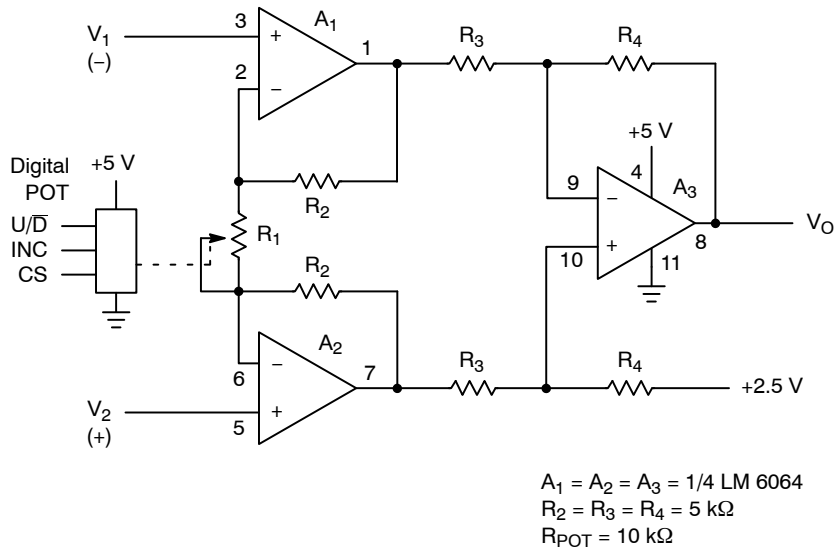 V1
(–)
3
+
A1
1
2
–
R3
R4
+5 V
4
A3
9
–
+
10
8
11
VO
Digital
POT
+5 V
U/D̅
INC
CS
R2
R1
R2
6
–
A2
7
+
5
V2
(+)
R3
R4
+2.5 V
A1 = A2 = A3 = 1/4 LM 6064
R2 = R3 = R4 = 5 kΩ
RPOT = 10 kΩ